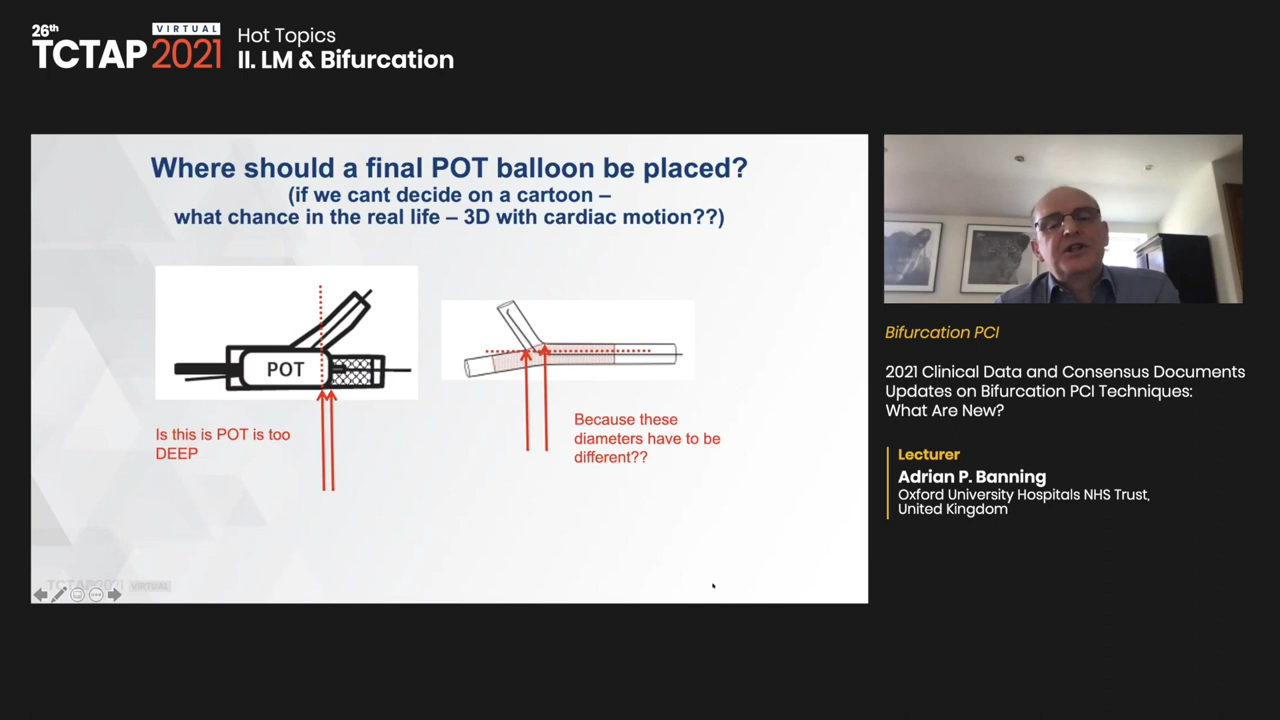 26th
VIRTUAL
TCTAP 2021
Hot Topics
II. LM & Bifurcation
Where should a final POT balloon be placed?
(if we cant decide on a cartoon –
what chance in the real life – 3D with cardiac motion??)
POT
Is this is POT is too
DEEP
Because these
diameters have to be
different??
TCTAP2021 VIRTUAL
Bifurcation PCI
2021 Clinical Data and Consensus Documents
Updates on Bifurcation PCI Techniques:
What Are New?
Lecturer
Adrian P. Banning
Oxford University Hospitals NHS Trust,
United Kingdom